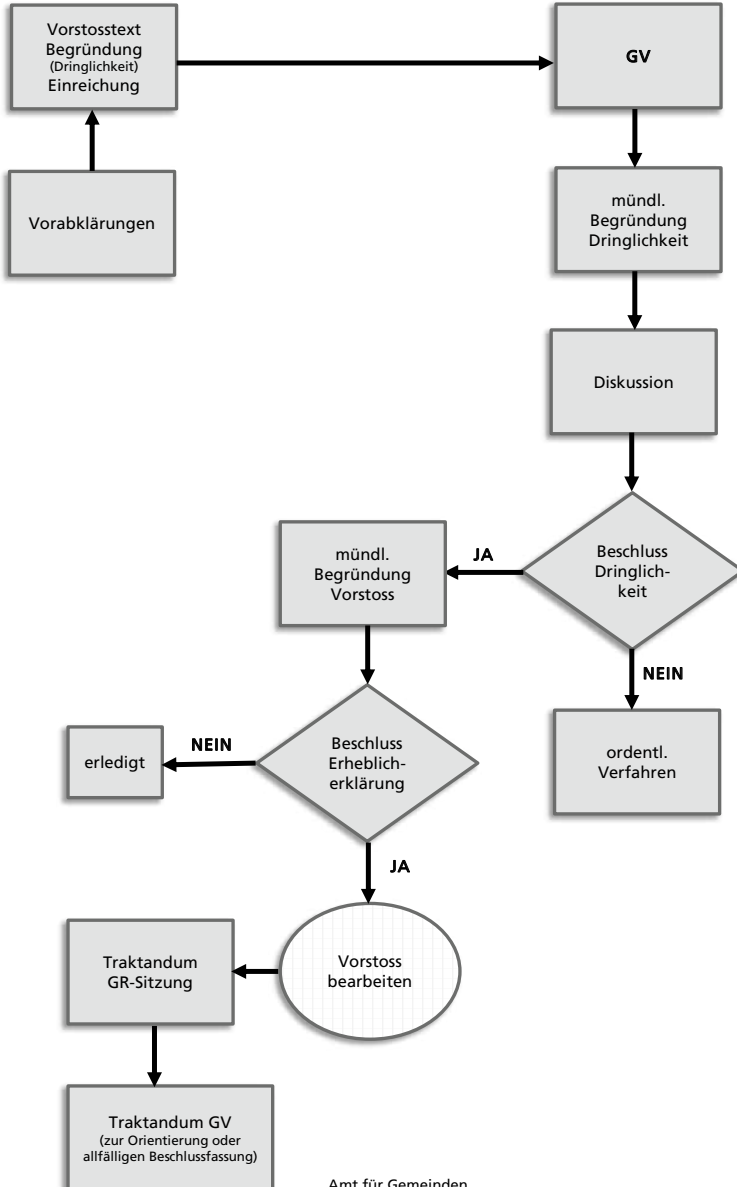 Vorstosstext
Begründung
(Dringlichkeit)
Einreichung
GV
Vorabklärungen
mündl.
Begründung
Dringlichkeit
Diskussion
Beschluss
Dringlich-
keit
JA
mündl.
Begründung
Vorstoss
NEIN
ordentl.
Verfahren
Beschluss
Erheblich-
erklärung
NEIN
erledigt
JA
Vorstoss
bearbeiten
Traktandum
GR-Sitzung
Traktandum GV
(zur Orientierung oder
allfälligen Beschlussfassung)
Amt für Gemeinden